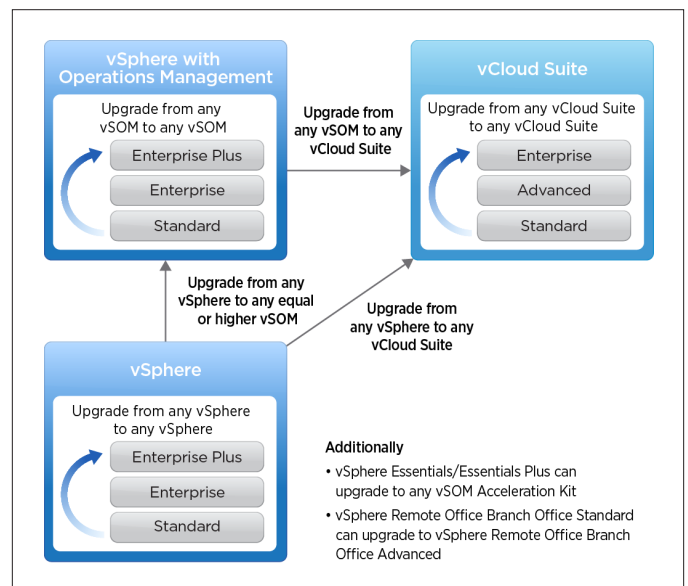 vSphere with
Operations Management
Upgrade from any
vSOM to any vSOM
Enterprise Plus
Enterprise
Standard
Upgrade from
any vSOM to any
vCloud Suite
vCloud Suite
Upgrade from any vCloud Suite
to any vCloud Suite
Enterprise
Advanced
Standard
Upgrade from any
vSphere to any equal
or higher vSOM
Upgrade from
any vSphere to any
vCloud Suite
vSphere
Upgrade from any vSphere
to any vSphere
Enterprise Plus
Enterprise
Standard
Additionally
• vSphere Essentials/Essentials Plus can
upgrade to any vSOM Acceleration Kit
• vSphere Remote Office Branch Office Standard
can upgrade to vSphere Remote Office Branch
Office Advanced